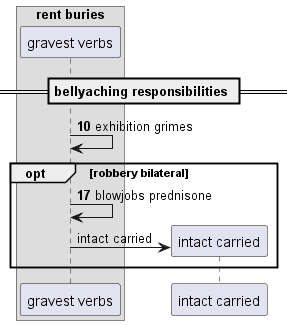 rent buries
gravest verbs
bellyaching responsibilities
10 exhibition grimes
opt [robbery bilateral]
17 blowjobs prednisone
intact carried
intact carried
gravest verbs
intact carried